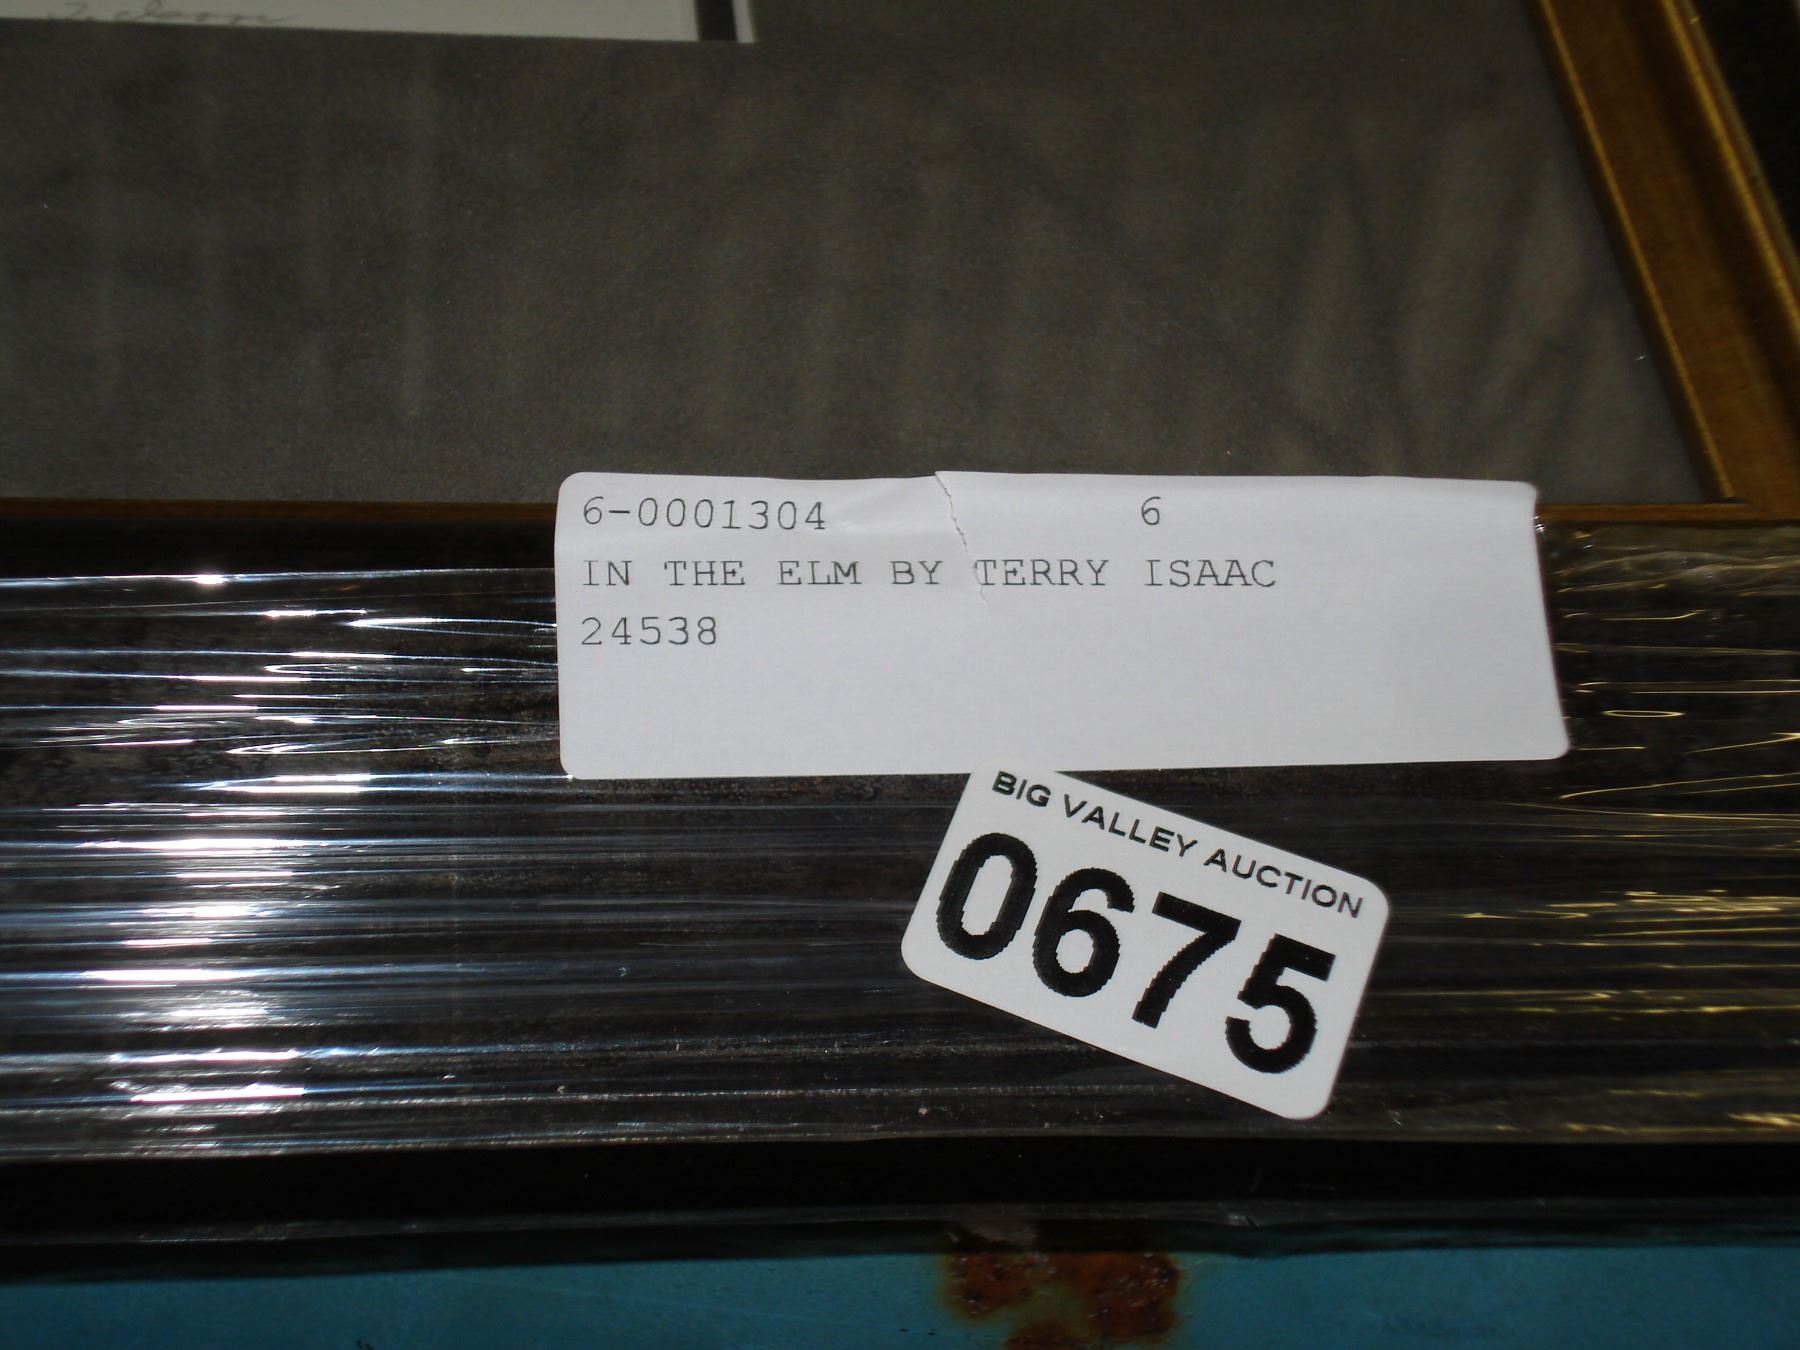 6-0001304 6
IN THE ELM BY TERRY ISAAC
24538
BIG VALLEY AUCTION
0675